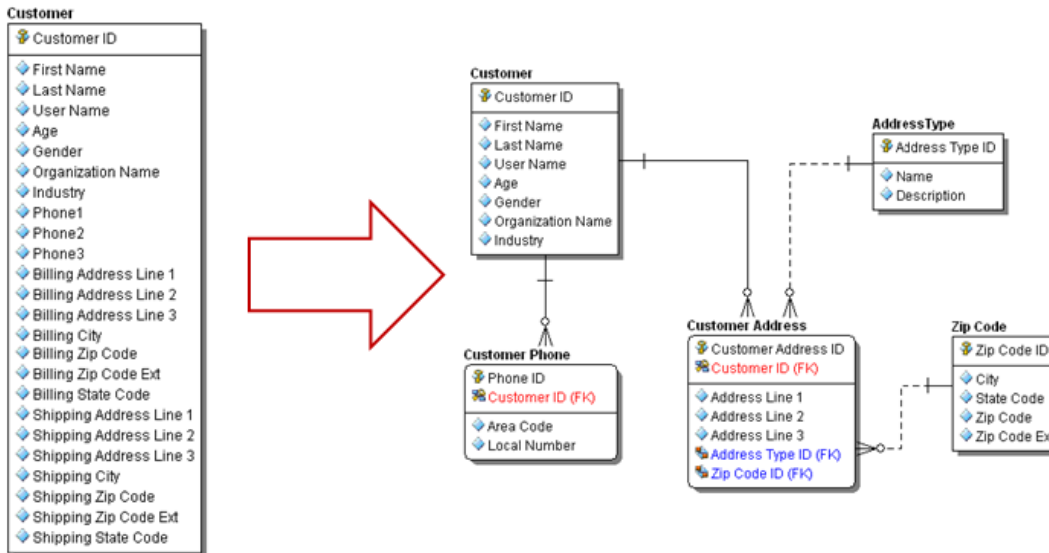 Customer
Customer ID
First Name
Last Name
User Name
Age
Gender
Organization Name
Industry
Phone1
Phone2
Phone3
Billing Address Line 1
Billing Address Line 2
Billing Address Line 3
Billing City
Billing Zip Code
Billing Zip Code Ext
Billing State Code
Shipping Address Line 1
Shipping Address Line 2
Shipping Address Line 3
Shipping City
Shipping Zip Code
Shipping Zip Code Ext
Shipping State Code
Customer
Customer ID
First Name
Last Name
User Name
Age
Gender
Organization Name
Industry
Customer Phone
Phone ID
Customer ID (FK)
Area Code
Local Number
AddressType
Address Type ID
Name
Description
Customer Address
Customer Address ID
Customer ID (FK)
Address Line 1
Address Line 2
Address Line 3
Address Type ID (FK)
Zip Code ID (FK)
Zip Code
Zip Code ID
City
State Code
Zip Code
Zip Code Ex